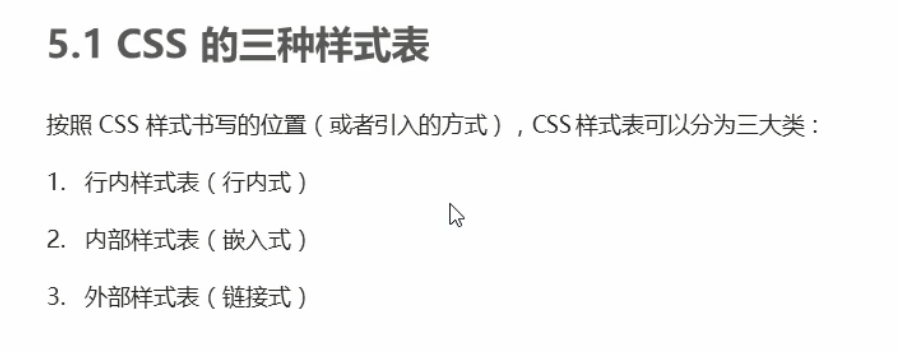 5.1 CSS 的三种样式表
按照 CSS 样式书写的位置（或者引入的方式），CSS样式表可以分为三大类：
1. 行内样式表（行内式）
2. 内部样式表（嵌入式）
3. 外部样式表（链接式）